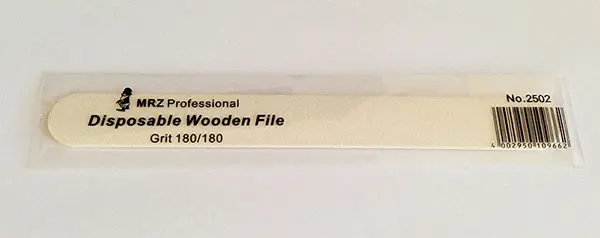 MRZ Professional
Disposable Wooden File
Grit 180/180
No.2502
4 002950 109662